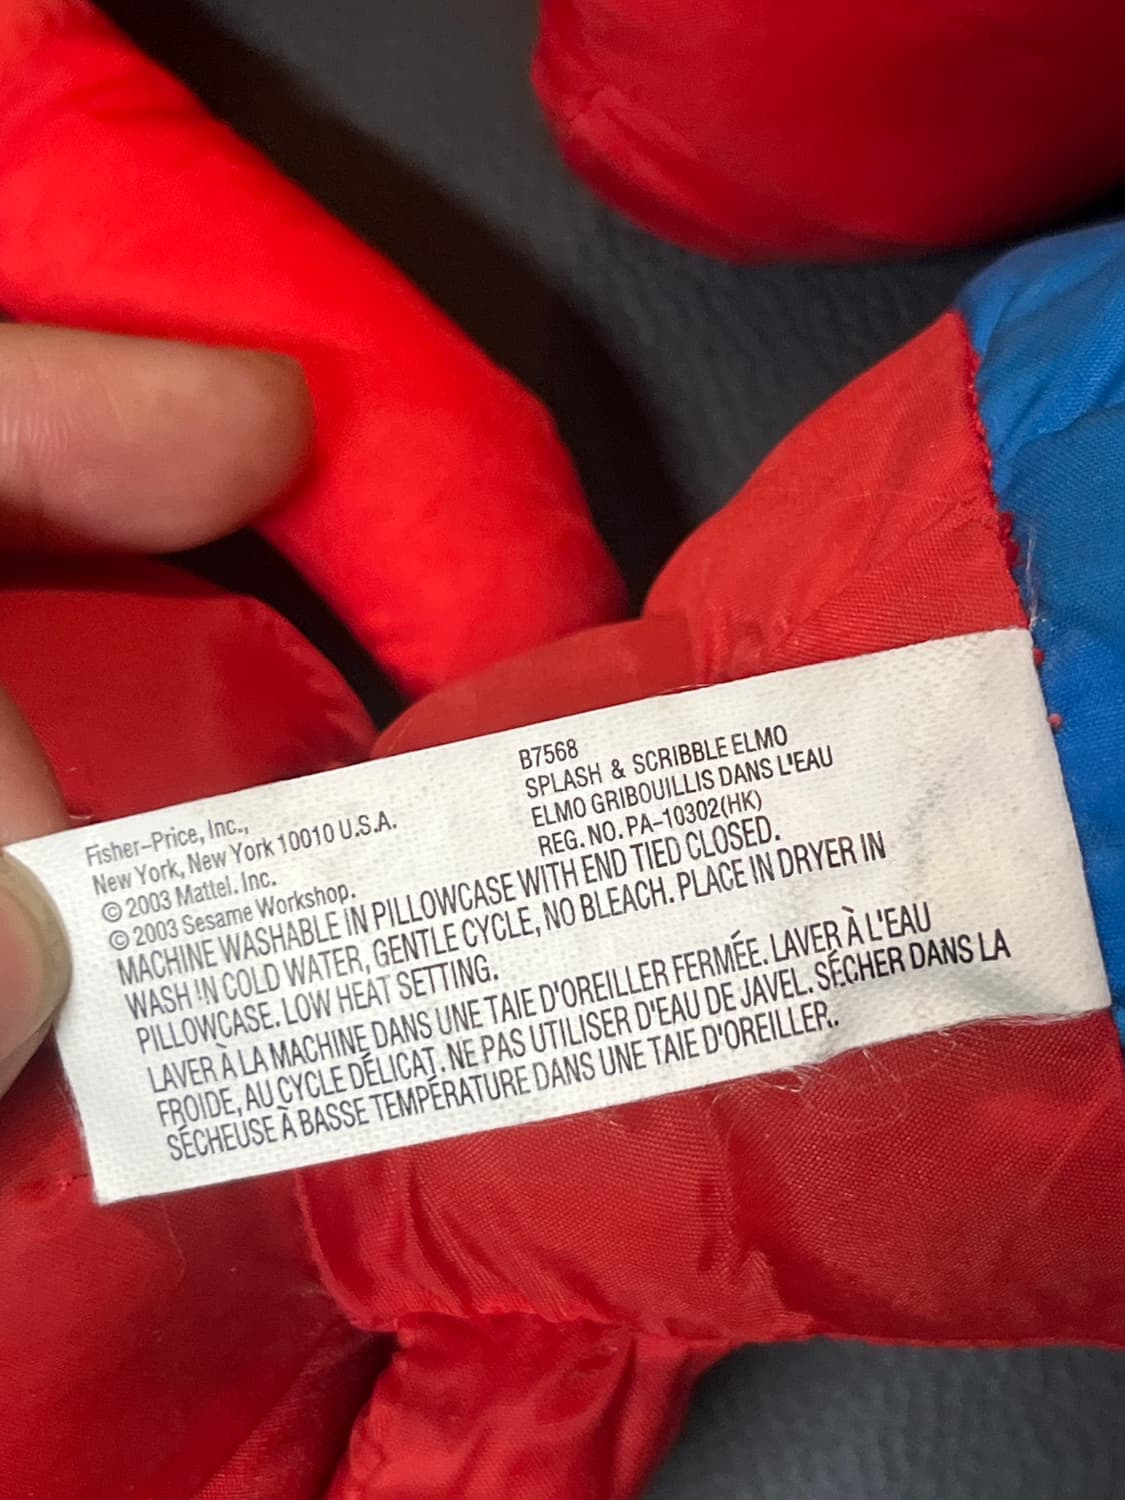 B7568
SPLASH & SCRIBBLE ELMO
ELMO GRIBOUILLIS DANS L'EAU
REG. NO. PA-10302(HK)
Fisher-Price, Inc.,
New York, New York 10010 U.S.A.
© 2003 Mattel. Inc.
© 2003 Sesame Workshop.
MACHINE WASHABLE IN PILLOWCASE WITH END TIED CLOSED.
WASH IN COLD WATER, GENTLE CYCLE, NO BLEACH. PLACE IN DRYER IN
PILLOWCASE. LOW HEAT SETTING.
LAVER À LA MACHINE DANS UNE TAIE D'OREILLER FERMÉE. LAVER À L'EAU
FROIDE, AU CYCLE DÉLICAT. NE PAS UTILISER D'EAU DE JAVEL. SÉCHER DANS LA
SÉCHEUSE À BASSE TEMPÉRATURE DANS UNE TAIE D'OREILLER.